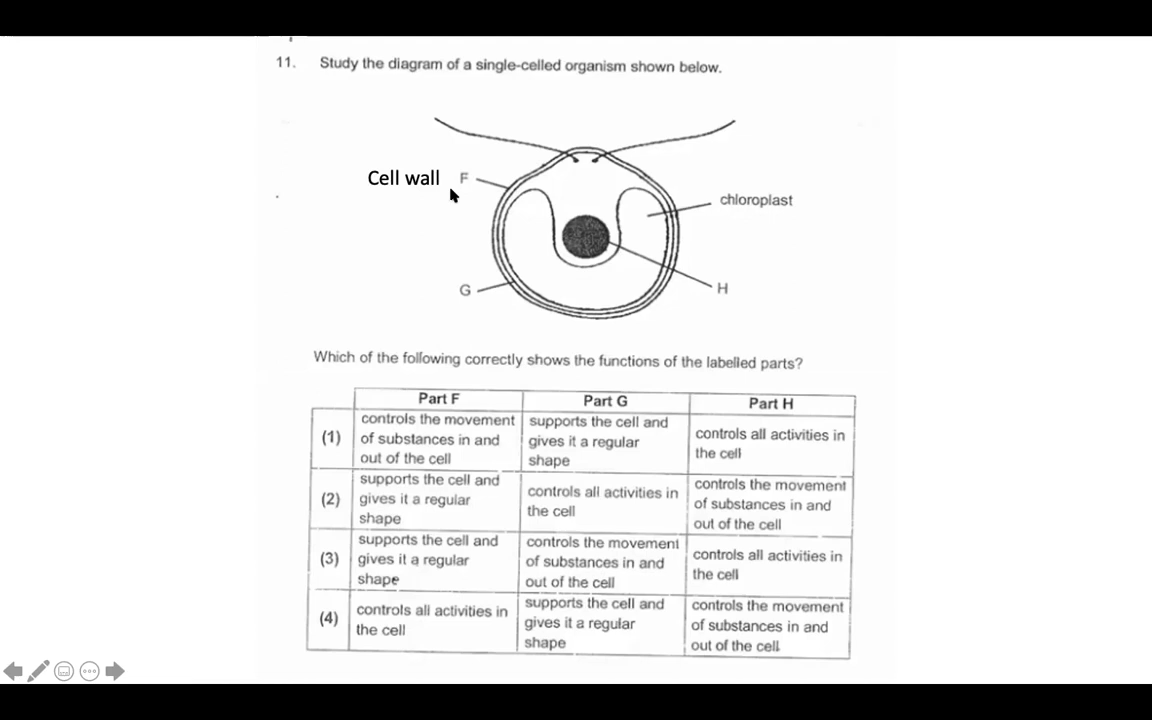 11. Study the diagram of a single-celled organism shown below.
Cell wall F
chloroplast
G
H
Which of the following correctly shows the functions of the labelled parts?
Part F Part G Part H
(1) controls the movement of substances in and out of the cell supports the cell and gives it a regular shape controls all activities in the cell
(2) supports the cell and gives it a regular shape controls all activities in the cell controls the movement of substances in and out of the cell
(3) supports the cell and gives it a regular shape controls the movement of substances in and out of the cell controls all activities in the cell
(4) controls all activities in the cell supports the cell and gives it a regular shape controls the movement of substances in and out of the cell